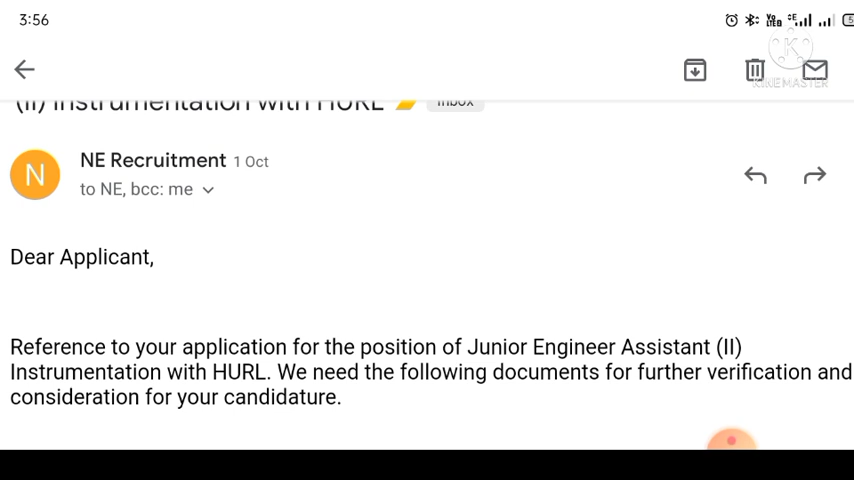 3:56
(II) Instrumentation with HURL Inbox
KINEMASTER
N NE Recruitment 1 Oct
to NE, bcc: me
Dear Applicant,
Reference to your application for the position of Junior Engineer Assistant (II)
Instrumentation with HURL. We need the following documents for further verification and
consideration for your candidature.